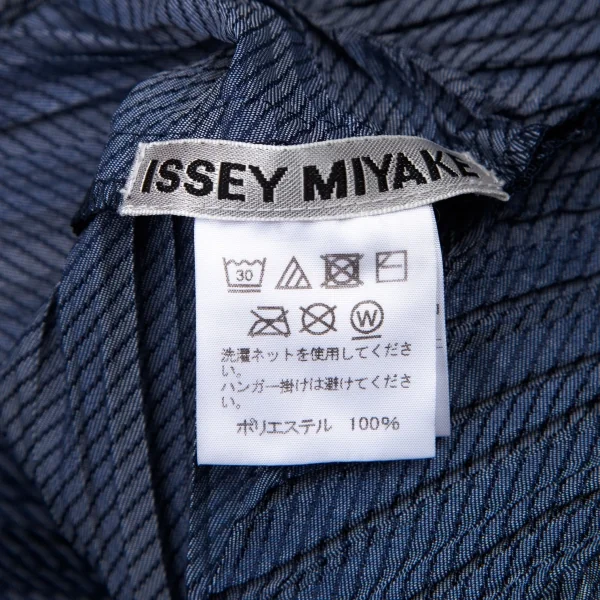 ISSEY MIYAKE
30
W
洗濯ネットを使用してくださ
い。
ハンガー掛けは避けてくださ
い。
ポリエステル 100%